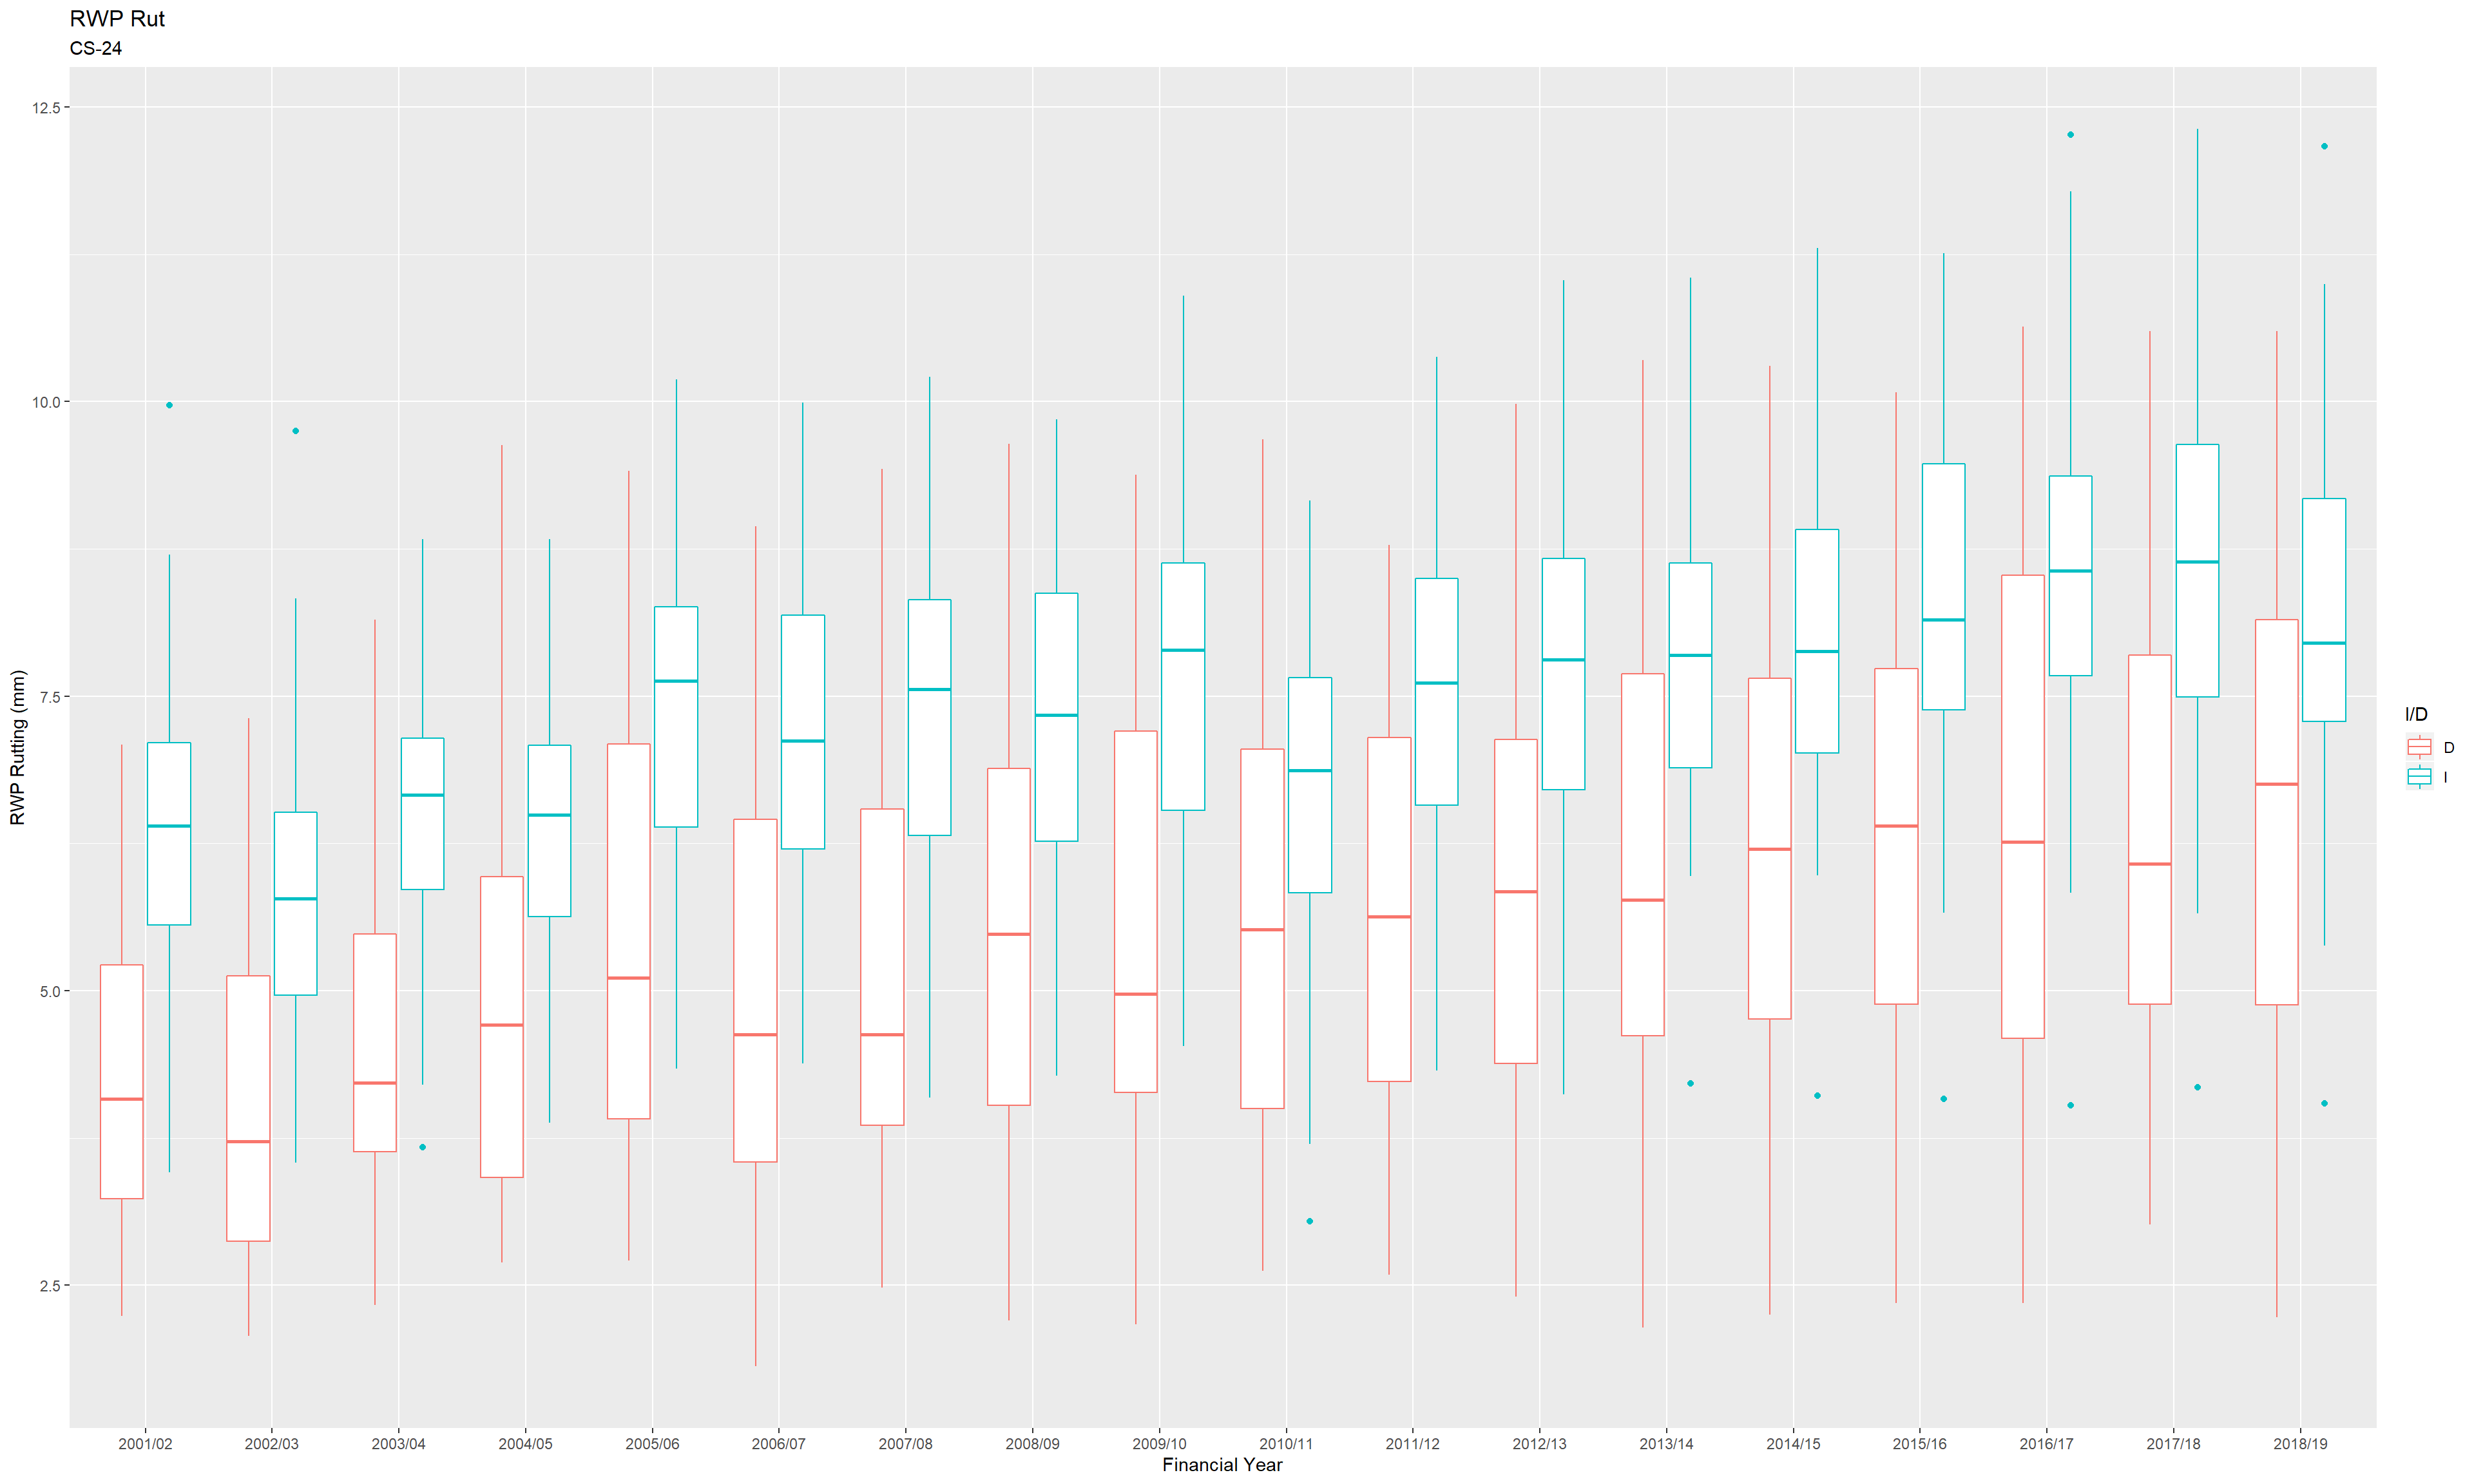 RWP Rut
CS-24
12.5
10.0
7.5
5.0
2.5
RWP Rutting (mm)
2001/02 2002/03 2003/04 2004/05 2005/06 2006/07 2007/08 2008/09 2009/10 2010/11 2011/12 2012/13 2013/14 2014/15 2015/16 2016/17 2017/18 2018/19
Financial Year
I/D
D
I